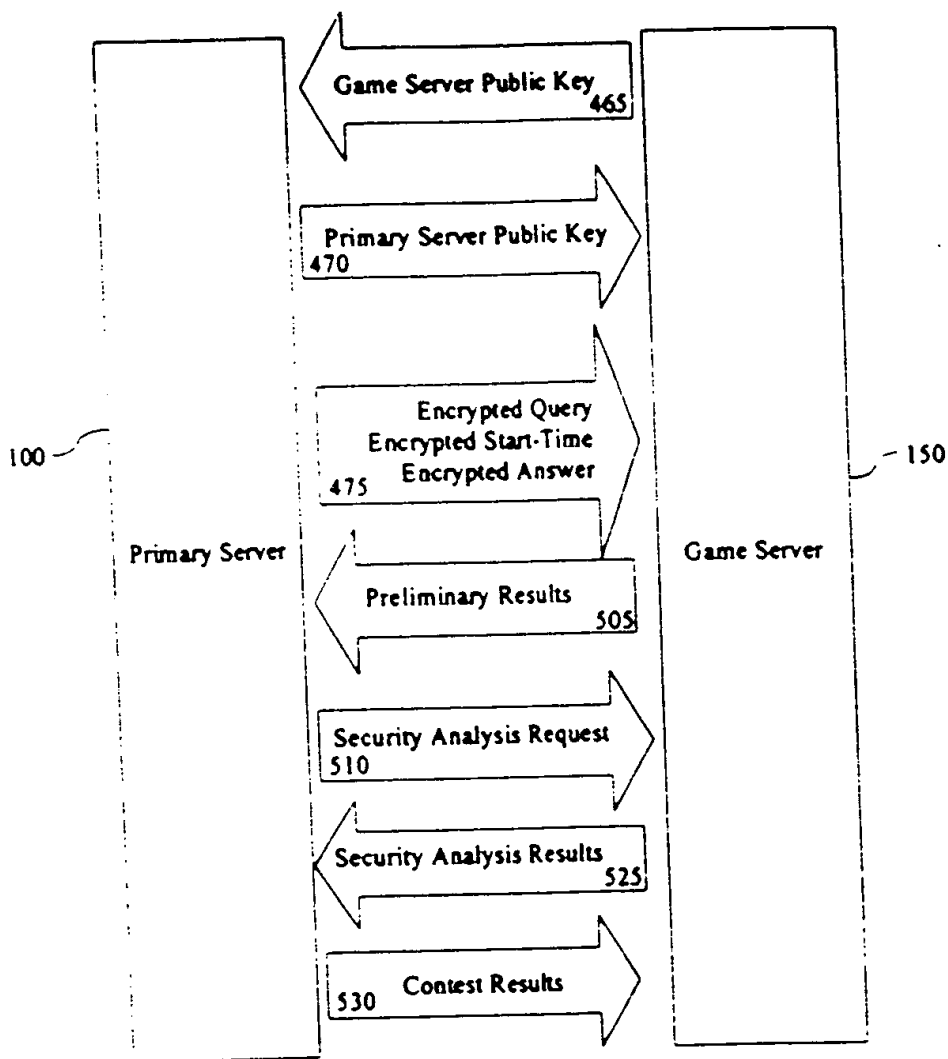 Game Server Public Key
465
Primary Server Public Key
470
Encrypted Query
Encrypted Start-Time
Encrypted Answer
475
100
150
Primary Server
Game Server
Preliminary Results
505
Security Analysis Request
510
Security Analysis Results
525
Contest Results
530